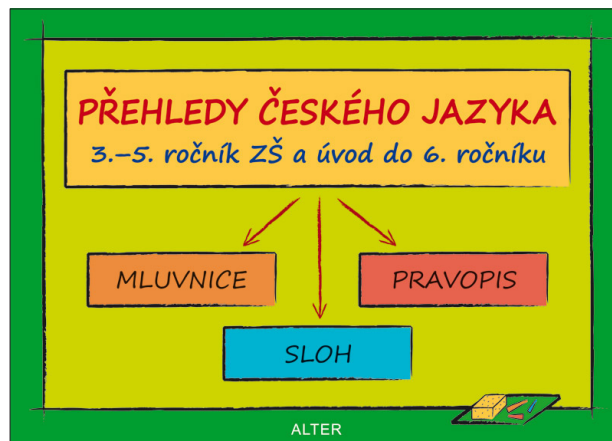 PŘEHLEDY ČESKÉHO JAZYKA
3.–5. ročník ZŠ a úvod do 6. ročníku
MLUVNICE
PRAVOPIS
SLOH
ALTER